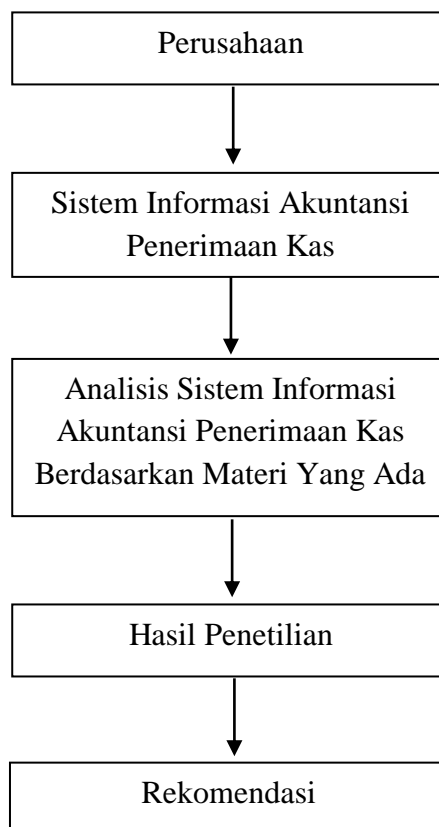 Perusahaan
Sistem Informasi Akuntansi
Penerimaan Kas
Analisis Sistem Informasi
Akuntansi Penerimaan Kas
Berdasarkan Materi Yang Ada
Hasil Penetilian
Rekomendasi